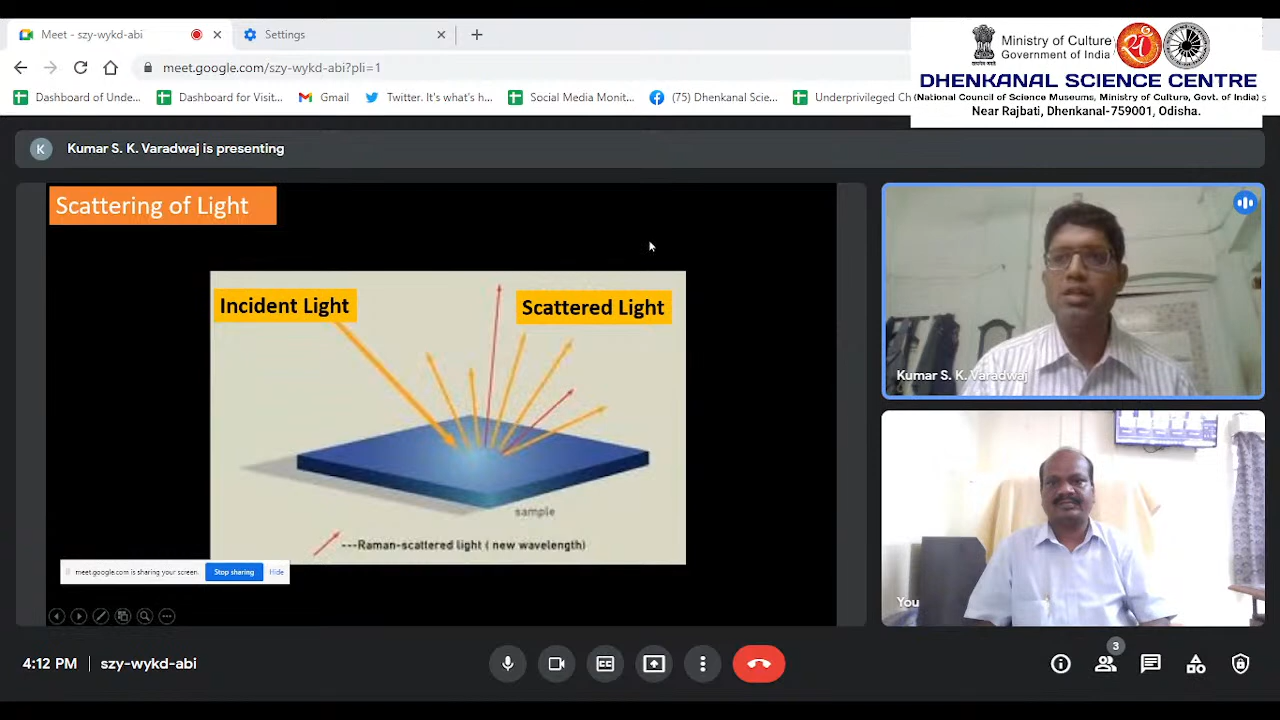 Meet - szy-wykd-abi
Settings
meet.google.com/szy-wykd-abi?pli=1
Dashboard of Unde...
Dashboard for Visit...
Gmail
Twitter. It's what's h...
Social Media Monit...
(75) Dhenkanal Scie...
Underprivileged Ch
Ministry of Culture
Government of India
DHENKANAL SCIENCE CENTRE
(National Council of Science Museums, Ministry of Culture, Govt. of India)
Near Rajbati, Dhenkanal-759001, Odisha.
K
Kumar S. K. Varadwaj is presenting
Scattering of Light
Incident Light
Scattered Light
sample
---Raman-scattered light ( new wavelength)
meet.google.com is sharing your screen.
Stop sharing
Hide
Kumar S. K. Varadwaj
You
4:12 PM
szy-wykd-abi
3